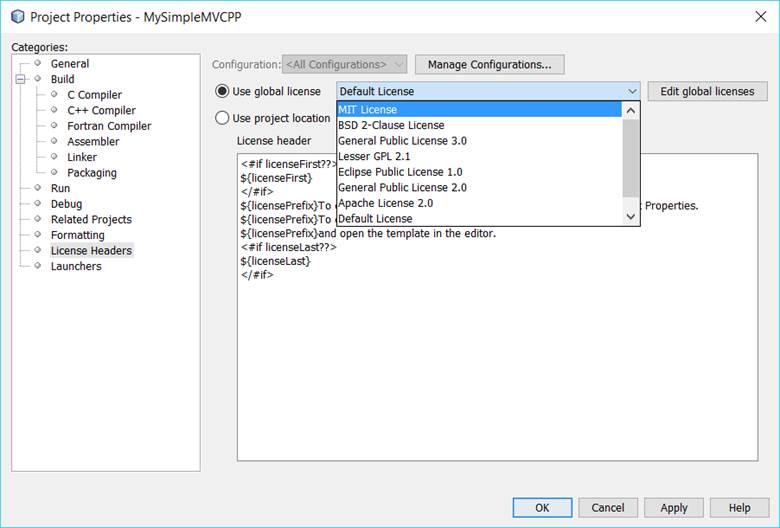 Project Properties - MySimpleMVCPP
Categories:
General
Build
C Compiler
C++ Compiler
Fortran Compiler
Assembler
Linker
Packaging
Run
Debug
Related Projects
Formatting
License Headers
Launchers
Configuration: <All Configurations> Manage Configurations...
Use global license Default License Edit global licenses
MIT License
BSD 2-Clause License
General Public License 3.0
Lesser GPL 2.1
Eclipse Public License 1.0
General Public License 2.0
Apache License 2.0
Default License
Use project location
License header
<#if licenseFirst??>
${licenseFirst}
</#if>
${licensePrefix}To t Properties.
${licensePrefix}To
${licensePrefix}and open the template in the editor.
<#if licenseLast??>
${licenseLast}
</#if>
OK Cancel Apply Help